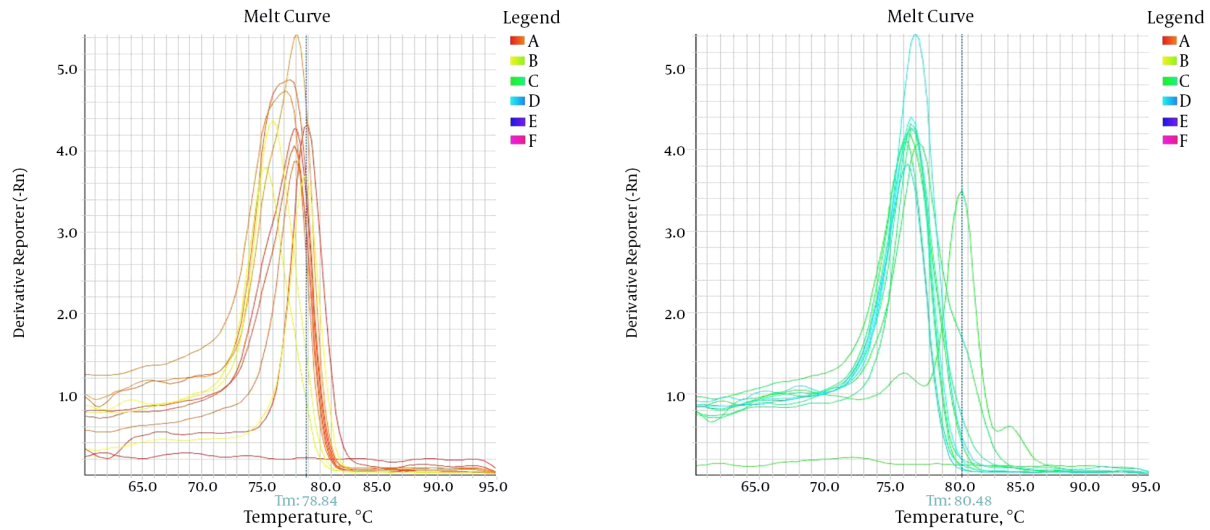 Melt Curve
Legend
A
B
C
D
E
F
Derivative Reporter (-Rn)
5.0
4.0
3.0
2.0
1.0
65.0 70.0 75.0 80.0 85.0 90.0 95.0
Tm: 78.84
Temperature, °C
Melt Curve
Legend
A
B
C
D
E
F
Derivative Reporter (-Rn)
5.0
4.0
3.0
2.0
1.0
65.0 70.0 75.0 80.0 85.0 90.0 95.0
Tm: 80.48
Temperature, °C